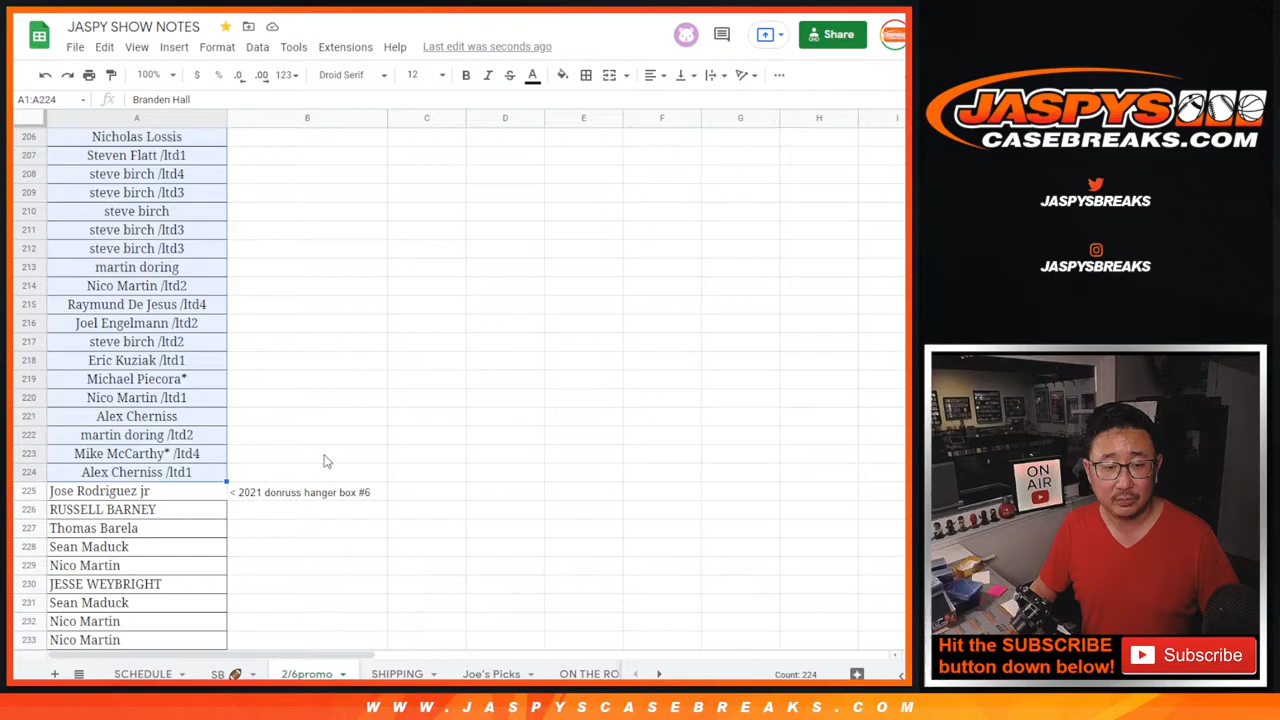 JASPY SHOW NOTES
File Edit View Insert Format Data Tools Extensions Help Last edit was seconds ago
Share
100% $ % .0 .00 123 Droid Serif 12 B I S A
A1:A224 fx Branden Hall
A B C D E F G H I
206 Nicholas Lossis
207 Steven Flatt /ltd1
208 steve birch /ltd4
209 steve birch /ltd3
210 steve birch
211 steve birch /ltd3
212 steve birch /ltd3
213 martin doring
214 Nico Martin /ltd2
215 Raymund De Jesus /ltd4
216 Joel Engelmann /ltd2
217 steve birch /ltd2
218 Eric Kuziak /ltd1
219 Michael Piecora*
220 Nico Martin /ltd1
221 Alex Cherniss
222 martin doring /ltd2
223 Mike McCarthy* /ltd4
224 Alex Cherniss /ltd1
225 Jose Rodriguez jr < 2021 donruss hanger box #6
226 RUSSELL BARNEY
227 Thomas Barela
228 Sean Maduck
229 Nico Martin
230 JESSE WEYBRIGHT
231 Sean Maduck
232 Nico Martin
233 Nico Martin
SCHEDULE SB 2/6promo SHIPPING Joe's Picks ON THE RO Count: 224
JASPYS
CASEBREAKS.COM
JASPYSBREAKS
JASPYSBREAKS
ON
AIR
Hit the SUBSCRIBE
button down below!
Subscribe
WWW.JASPYSCASEBREAKS.COM